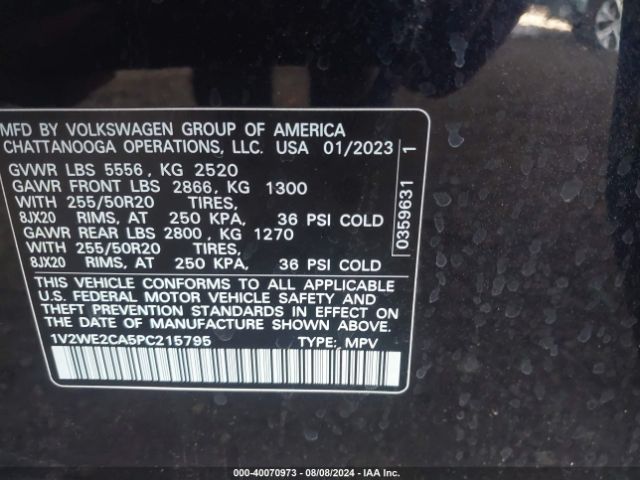 MFD BY VOLKSWAGEN GROUP OF AMERICA
CHATTANOOGA OPERATIONS, LLC. USA 01/2023
GVWR LBS 5556, KG 2520
GAWR FRONT LBS 2866, KG 1300
WITH 255/50R20 TIRES,
8JX20 RIMS, AT 250 KPA, 36 PSI COLD
GAWR REAR LBS 2800, KG 1270
WITH 255/50R20 TIRES,
8JX20 RIMS, AT 250 KPA, 36 PSI COLD
0359631 1
THIS VEHICLE CONFORMS TO ALL APPLICABLE
U.S. FEDERAL MOTOR VEHICLE SAFETY AND
THEFT PREVENTION STANDARDS IN EFFECT ON
THE DATE OF MANUFACTURE SHOWN ABOVE.
1V2WE2CA5PC215795 TYPE: MPV
000-40070973 - 08/08/2024 - IAA Inc.